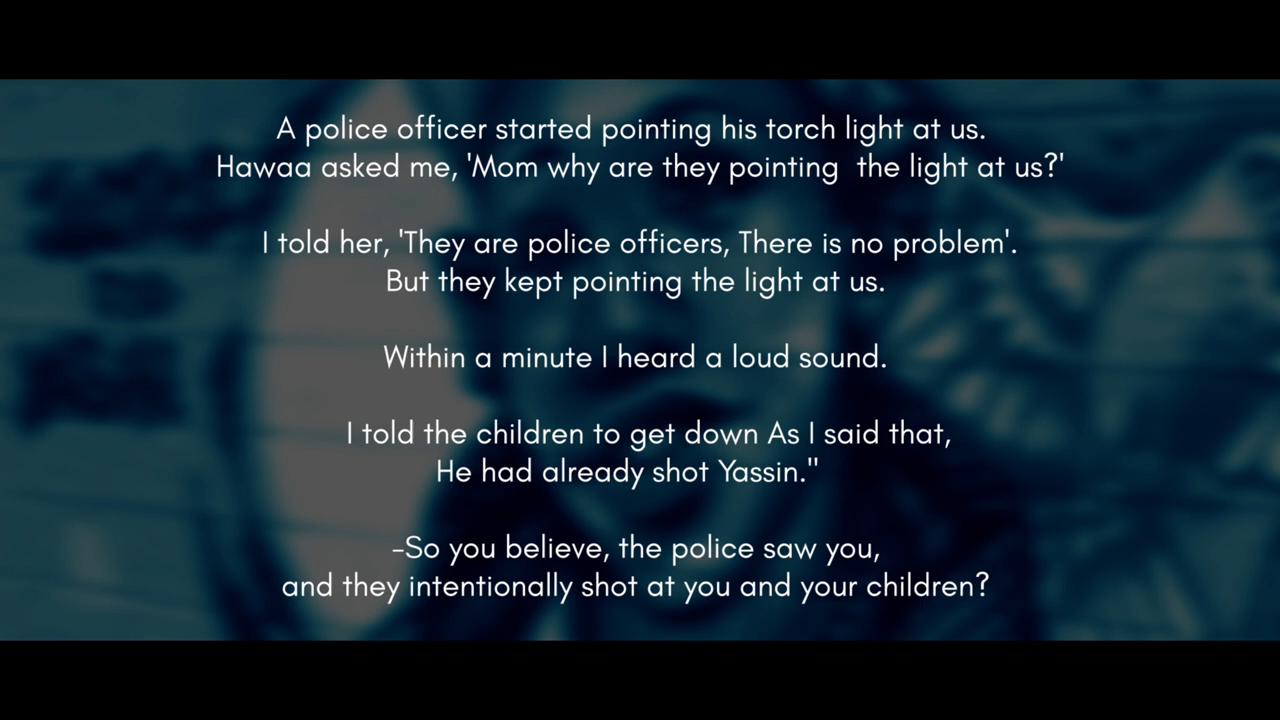 A police officer started pointing his torch light at us.
Hawaa asked me, 'Mom why are they pointing  the light at us?'
I told her, 'They are police officers, There is no problem'.
But they kept pointing the light at us.
Within a minute I heard a loud sound.
I told the children to get down As I said that,
He had already shot Yassin."
-So you believe, the police saw you,
and they intentionally shot at you and your children?